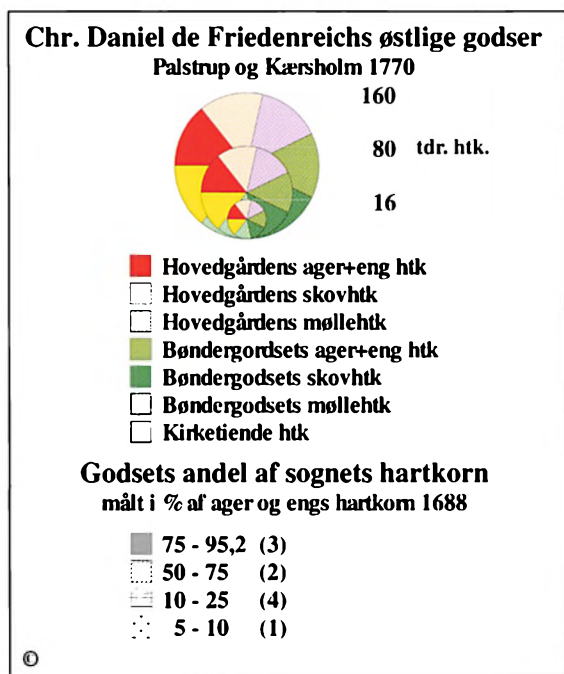 Chr. Daniel de Friedenreichs østlige godser
Palstrup og Kærsholm 1770
160
80 tdr. htk.
16
Hovedgårdens ager+eng htk
Hovedgårdens skovhtk
Hovedgårdens møllehtk
Bøndergordsets ager+eng htk
Bøndergodsets skovhtk
Bøndergodsets møllehtk
Kirketiende htk
Godsets andel af sognets hartkorn
målt i % af ager og engs hartkorn 1688
75 - 95,2 (3)
50 - 75 (2)
10 - 25 (4)
5 - 10 (1)
©